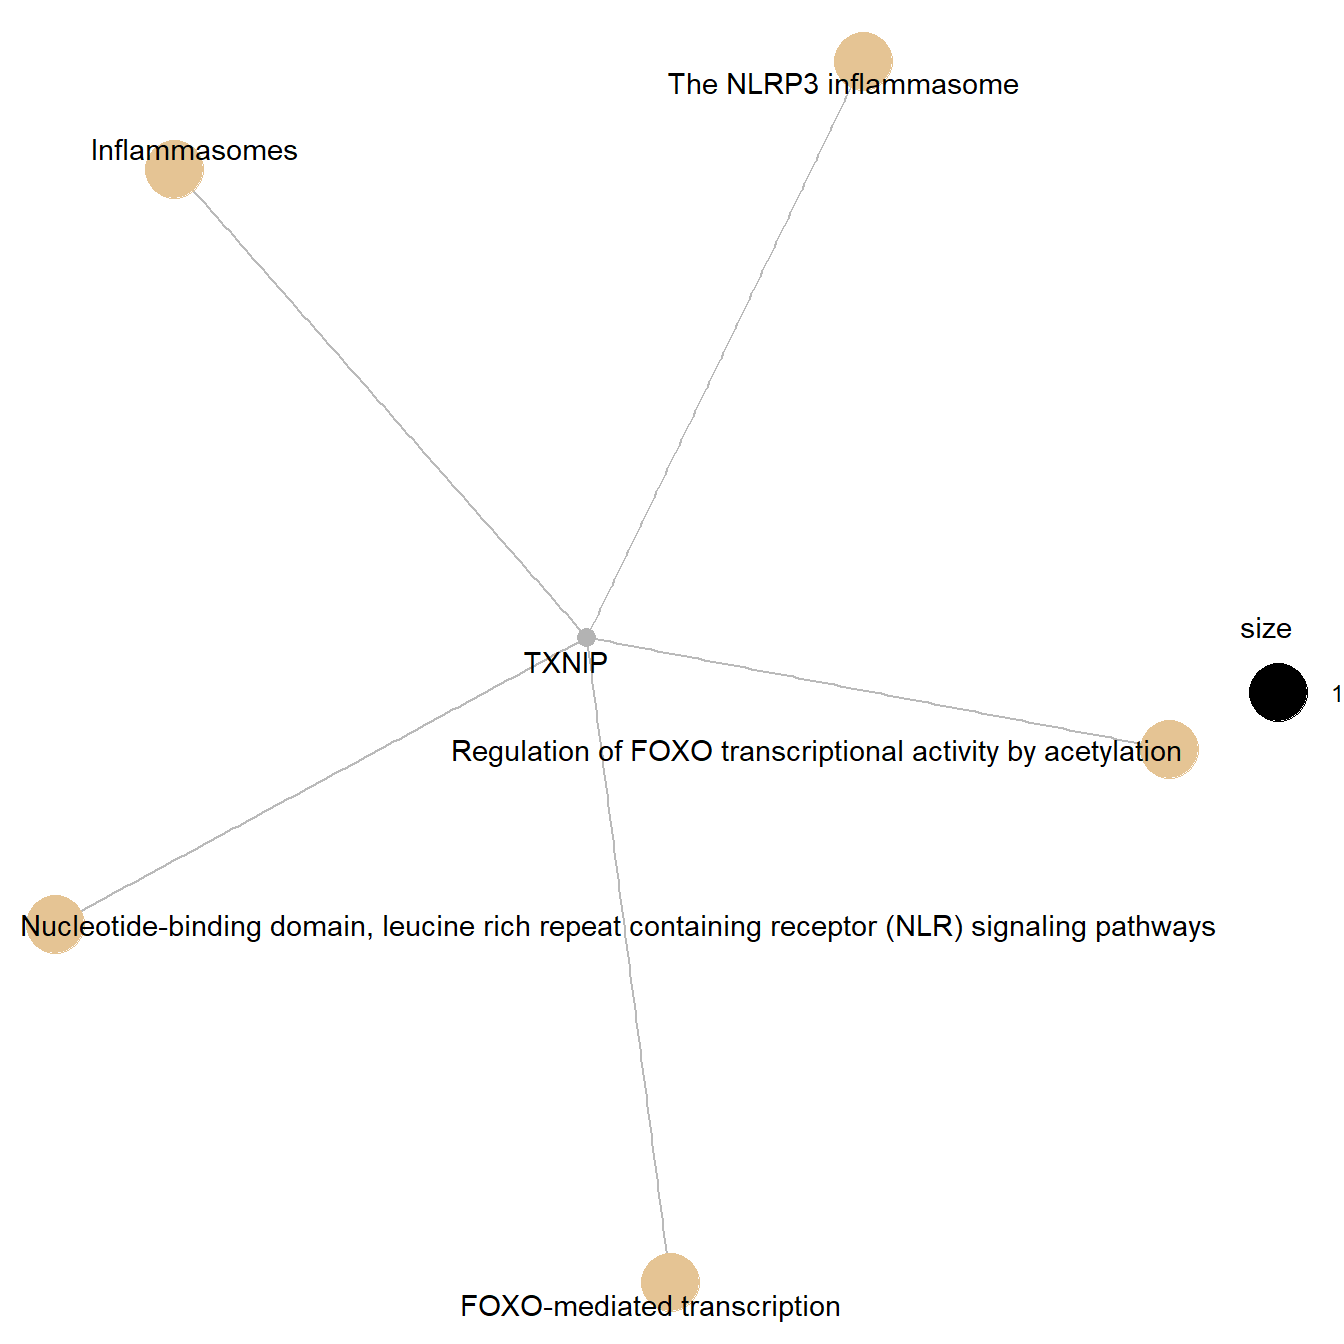 The NLRP3 inflammasome
Inflammasomes
size
TXNIP
1
Regulation of FOXO transcriptional activity by acetylation
Nucleotide-binding domain, leucine rich repeat containing receptor (NLR) signaling pathways
FOXO-mediated transcription